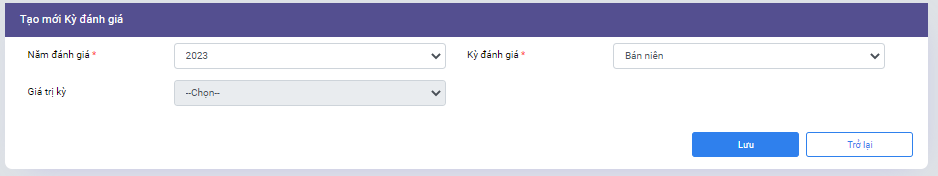 Tạo mới Kỳ đánh giá
Năm đánh giá * 2023 Kỳ đánh giá * Bán niên
Giá trị kỳ --Chọn--
Lưu Trở lại